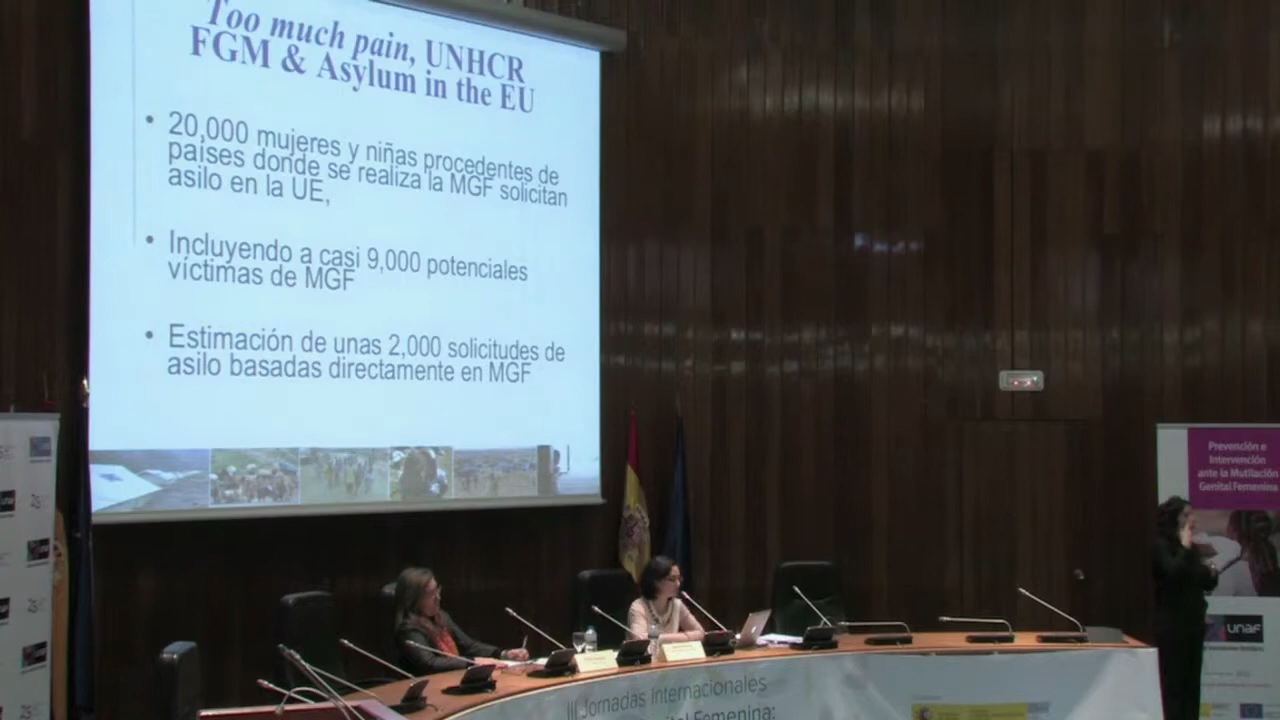 Too much pain, UNHCR
FGM & Asylum in the EU
• 20,000 mujeres y niñas procedentes de
países donde se realiza la MGF solicitan
asilo en la UE,
• Incluyendo a casi 9,000 potenciales
víctimas de MGF
• Estimación de unas 2,000 solicitudes de
asilo basadas directamente en MGF
Prevención e
Intervención
ante la Mutilación
Genital Femenina
unaf
unaf
III Jornadas Internacionales
Genital Femenina: